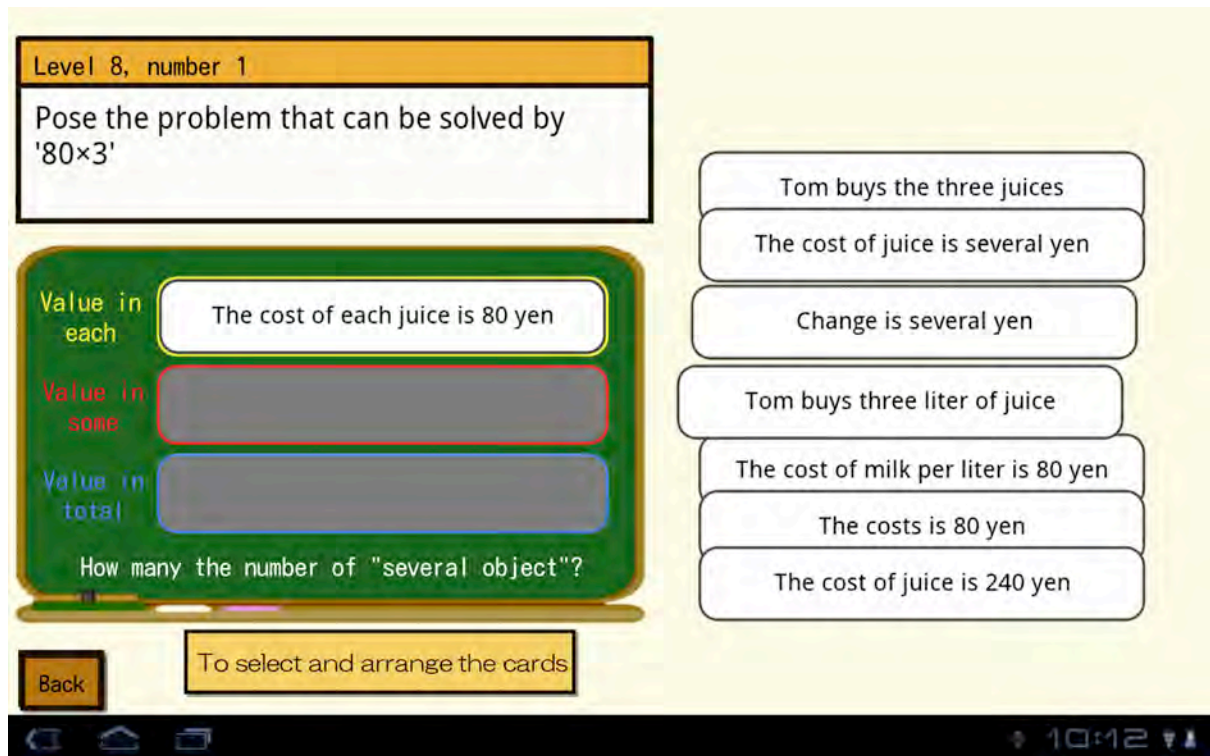 Level 8, number 1
Pose the problem that can be solved by
'80×3'
Value in
each
The cost of each juice is 80 yen
Value in
some
Value in
total
How many the number of "several object"?
To select and arrange the cards
Back
Tom buys the three juices
The cost of juice is several yen
Change is several yen
Tom buys three liter of juice
The cost of milk per liter is 80 yen
The costs is 80 yen
The cost of juice is 240 yen
10:12